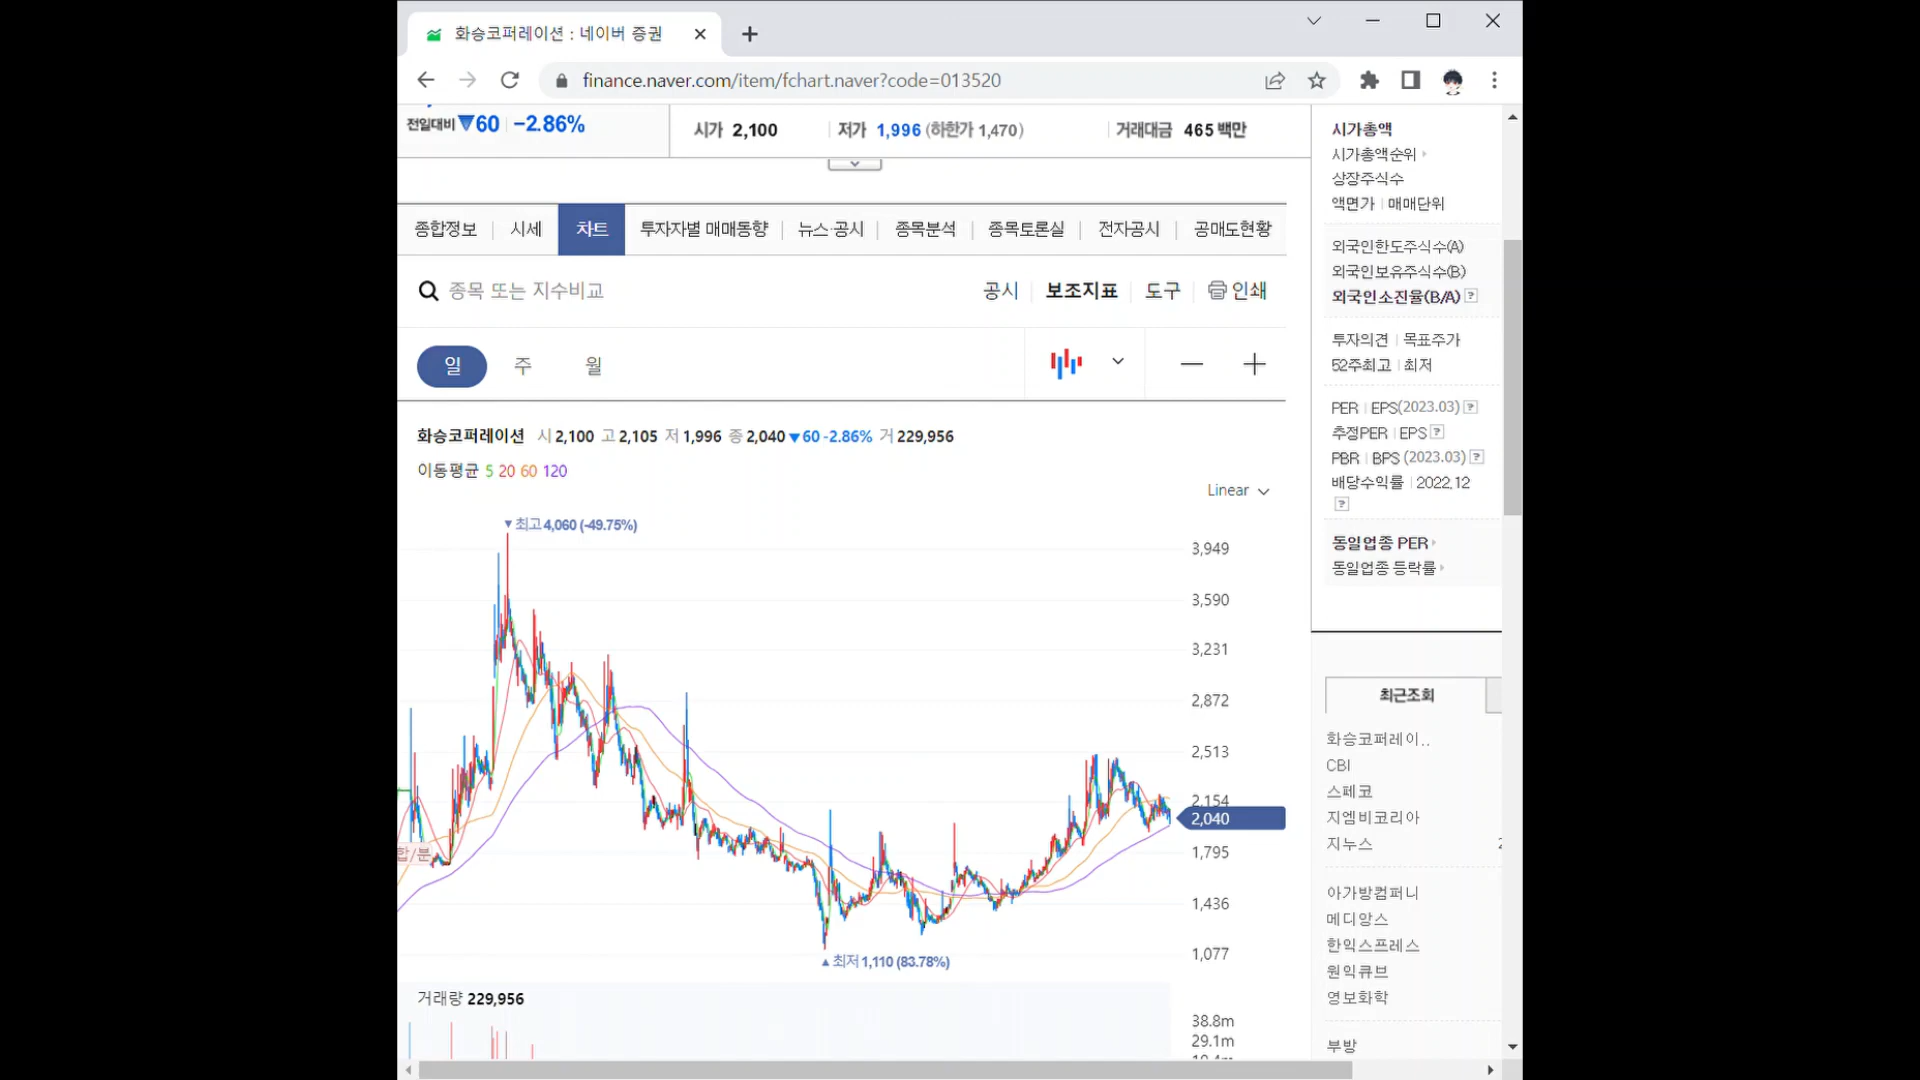 화승코퍼레이션 : 네이버 증권
finance.naver.com/item/fchart.naver?code=013520
전일대비 ▼60 -2.86%
시가 2,100 저가 1,996 (하한가 1,470) 거래대금 465 백만
종합정보 시세 차트 투자자별 매매동향 뉴스·공시 종목분석 종목토론실 전자공시 공매도현황
종목 또는 지수비교
공시 보조지표 도구 인쇄
일 주 월
화승코퍼레이션 시 2,100 고 2,105 저 1,996 종 2,040 ▼60 -2.86% 거 229,956
이동평균 5 20 60 120
Linear
▼최고 4,060 (-49.75%)
3,949
3,590
3,231
2,872
2,513
2,154
2,040
1,795
합/분
1,436
1,077
▲최저 1,110 (83.78%)
거래량 229,956
38.8m
29.1m
시가총액
시가총액순위
상장주식수
액면가 | 매매단위
외국인한도주식수(A)
외국인보유주식수(B)
외국인소진율(B/A) ?
투자의견 | 목표주가
52주최고 | 최저
PER | EPS(2023.03) ?
추정PER | EPS ?
PBR | BPS (2023.03) ?
배당수익률 | 2022.12
?
동일업종 PER
동일업종 등락률
최근조회
화승코퍼레이..
CBI
스페코
지엠비코리아
지누스
아가방컴퍼니
메디앙스
한익스프레스
원익큐브
영보화학
부방